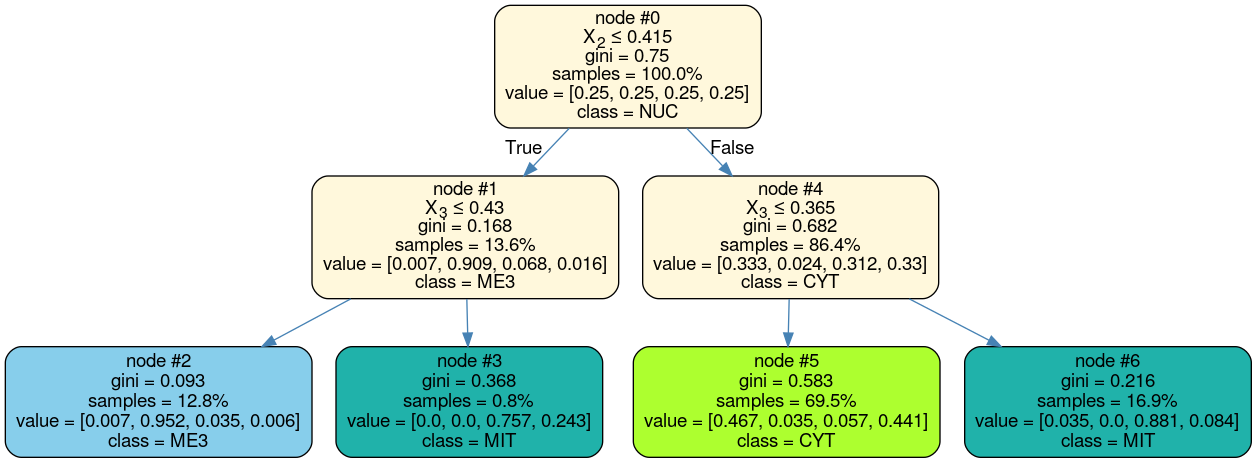 node #0
X2 ≤ 0.415
gini = 0.75
samples = 100.0%
value = [0.25, 0.25, 0.25, 0.25]
class = NUC
True
False
node #1
X3 ≤ 0.43
gini = 0.168
samples = 13.6%
value = [0.007, 0.909, 0.068, 0.016]
class = ME3
node #4
X3 ≤ 0.365
gini = 0.682
samples = 86.4%
value = [0.333, 0.024, 0.312, 0.33]
class = CYT
node #2
gini = 0.093
samples = 12.8%
value = [0.007, 0.952, 0.035, 0.006]
class = ME3
node #3
gini = 0.368
samples = 0.8%
value = [0.0, 0.0, 0.757, 0.243]
class = MIT
node #5
gini = 0.583
samples = 69.5%
value = [0.467, 0.035, 0.057, 0.441]
class = CYT
node #6
gini = 0.216
samples = 16.9%
value = [0.035, 0.0, 0.881, 0.084]
class = MIT